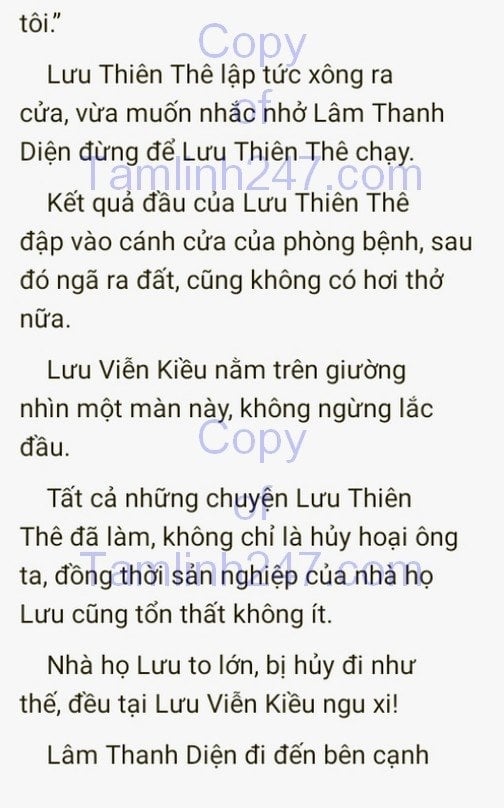 tôi.”
Copy
Lưu Thiên Thê lập tức xông ra
of
cửa, vừa muốn nhắc nhở Lâm Thanh
Diện đừng để Lưu Thiên Thê chạy.
Tamlinh247.com
Kết quả đầu của Lưu Thiên Thê
đập vào cánh cửa của phòng bệnh, sau
đó ngã ra đất, cũng không có hơi thở
nữa.
Lưu Viễn Kiều nằm trên giường
nhìn một màn này, không ngừng lắc
đầu.
Copy
Tất cả những chuyện Lưu Thiên
of
Thê đã làm, không chỉ là hủy hoại ông
ta, đồng thời sản nghiệp của nhà họ
Tamlinh247.com
Lưu cũng tổn thất không ít.
Nhà họ Lưu to lớn, bị hủy đi như
thế, đều tại Lưu Viễn Kiều ngu xi!
Lâm Thanh Diện đi đến bên cạnh